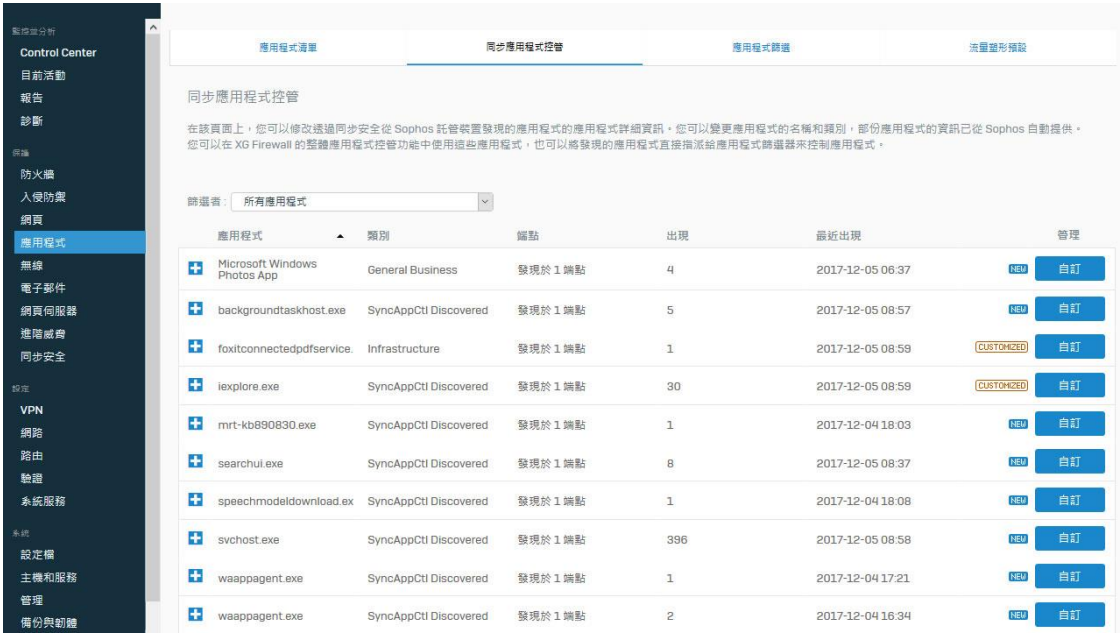 監控並分析
Control Center
目前活動
報告
診斷
保護
防火牆
入侵防禦
網頁
應用程式
無線
電子郵件
網頁伺服器
進階威脅
同步安全
設定
VPN
網路
路由
驗證
系統服務
系統
設定檔
主機和服務
管理
備份與韌體
應用程式清單 同步應用程式控管 應用程式篩選 流量塑形預設
同步應用程式控管
在該頁面上，您可以修改透過同步安全從 Sophos 託管裝置發現的應用程式的應用程式詳細資訊。您可以變更應用程式的名稱和類別，部份應用程式的資訊已從 Sophos 自動提供。
您可以在 XG Firewall 的整體應用程式控管功能中使用這些應用程式，也可以將發現的應用程式直接指派給應用程式篩選器來控制應用程式。
篩選者： 所有應用程式
應用程式 類別 端點 出現 最近出現 管理
Microsoft Windows
Photos App General Business 發現於 1 端點 4 2017-12-05 06:37 NEW 自訂
backgroundtaskhost.exe SyncAppCtl Discovered 發現於 1 端點 5 2017-12-05 08:57 NEW 自訂
foxitconnectedpdfservice. Infrastructure 發現於 1 端點 1 2017-12-05 08:59 CUSTOMIZED 自訂
iexplore.exe SyncAppCtl Discovered 發現於 1 端點 30 2017-12-05 08:59 CUSTOMIZED 自訂
mrt-kb890830.exe SyncAppCtl Discovered 發現於 1 端點 1 2017-12-04 18:03 NEW 自訂
searchui.exe SyncAppCtl Discovered 發現於 1 端點 8 2017-12-05 08:37 NEW 自訂
speechmodeldownload.ex SyncAppCtl Discovered 發現於 1 端點 1 2017-12-04 18:08 NEW 自訂
svchost.exe SyncAppCtl Discovered 發現於 1 端點 396 2017-12-05 08:58 NEW 自訂
waappagent.exe SyncAppCtl Discovered 發現於 1 端點 1 2017-12-04 17:21 NEW 自訂
waappagent.exe SyncAppCtl Discovered 發現於 1 端點 2 2017-12-04 16:34 NEW 自訂